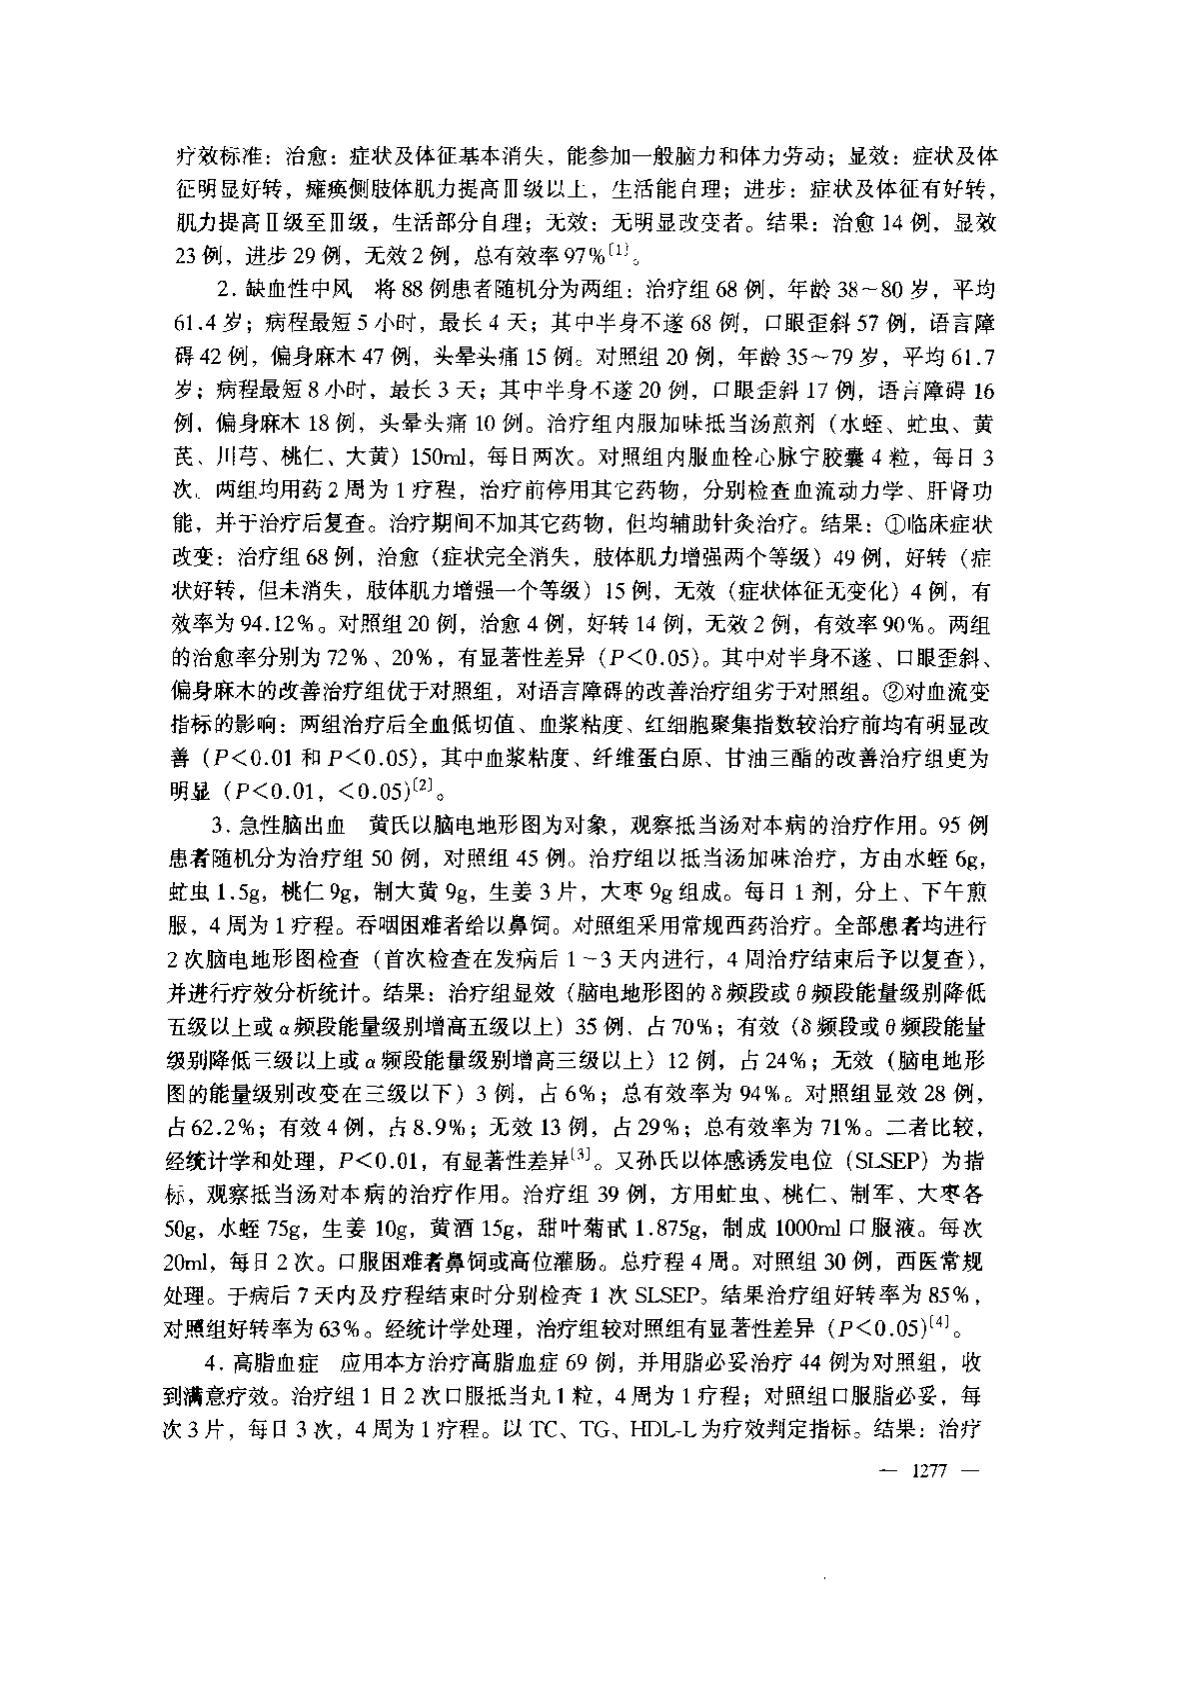 疗效标准：治愈：症状及体征基本消失，能参加一般脑力和体力劳动；显效：症状及体
征明显好转，瘫痪侧肢体肌力提高Ⅲ级以上，生活能自理；进步：症状及体征有好转，
肌力提高Ⅱ级至Ⅲ级，生活部分自理；无效：无明显改变者。结果：治愈 14 例，显效
23 例，进步 29 例，无效 2 例，总有效率 97%〔1〕。
2. 缺血性中风　将 88 例患者随机分为两组：治疗组 68 例，年龄 38～80 岁，平均
61.4 岁；病程最短 5 小时，最长 4 天；其中半身不遂 68 例，口眼歪斜 57 例，语言障
碍 42 例，偏身麻木 47 例，头晕头痛 15 例。对照组 20 例，年龄 35～79 岁，平均 61.7
岁；病程最短 8 小时，最长 3 天；其中半身不遂 20 例，口眼歪斜 17 例，语言障碍 16
例，偏身麻木 18 例，头晕头痛 10 例。治疗组内服加味抵当汤煎剂（水蛭、虻虫、黄
芪、川芎、桃仁、大黄）150ml，每日两次。对照组内服血栓心脉宁胶囊 4 粒，每日 3
次。两组均用药 2 周为 1 疗程，治疗前停用其它药物，分别检查血流动力学、肝肾功
能，并于治疗后复查。治疗期间不加其它药物，但均辅助针灸治疗。结果：①临床症状
改变：治疗组 68 例，治愈（症状完全消失，肢体肌力增强两个等级）49 例，好转（症
状好转，但未消失，肢体肌力增强一个等级）15 例，无效（症状体征无变化）4 例，有
效率为 94.12%。对照组 20 例，治愈 4 例，好转 14 例，无效 2 例，有效率 90%。两组
的治愈率分别为 72%、20%，有显著性差异（P＜0.05）。其中对半身不遂、口眼歪斜、
偏身麻木的改善治疗组优于对照组，对语言障碍的改善治疗组劣于对照组。②对血流变
指标的影响：两组治疗后全血低切值、血浆粘度、红细胞聚集指数较治疗前均有明显改
善（P＜0.01 和 P＜0.05），其中血浆粘度、纤维蛋白原、甘油三酯的改善治疗组更为
明显（P＜0.01，＜0.05）〔2〕。
3. 急性脑出血　黄氏以脑电地形图为对象，观察抵当汤对本病的治疗作用。95 例
患者随机分为治疗组 50 例，对照组 45 例。治疗组以抵当汤加味治疗，方由水蛭 6g，
虻虫 1.5g，桃仁 9g，制大黄 9g，生姜 3 片，大枣 9g 组成。每日 1 剂，分上、下午煎
服，4 周为 1 疗程。吞咽困难者给以鼻饲。对照组采用常规西药治疗。全部患者均进行
2 次脑电地形图检查（首次检查在发病后 1～3 天内进行，4 周治疗结束后予以复查），
并进行疗效分析统计。结果：治疗组显效（脑电地形图的 δ 频段或 θ 频段能量级别降低
五级以上或 α 频段能量级别增高五级以上）35 例，占 70%；有效（δ 频段或 θ 频段能量
级别降低三级以上或 α 频段能量级别增高三级以上）12 例，占 24%；无效（脑电地形
图的能量级别改变在三级以下）3 例，占 6%；总有效率为 94%。对照组显效 28 例，
占 62.2%；有效 4 例，占 8.9%；无效 13 例，占 29%；总有效率为 71%。二者比较，
经统计学和处理，P＜0.01，有显著性差异〔3〕。又孙氏以体感诱发电位（SLSEP）为指
标，观察抵当汤对本病的治疗作用。治疗组 39 例，方用虻虫、桃仁、制军、大枣各
50g，水蛭 75g，生姜 10g，黄酒 15g，甜叶菊甙 1.875g，制成 1000ml 口服液。每次
20ml，每日 2 次。口服困难者鼻饲或高位灌肠。总疗程 4 周。对照组 30 例，西医常规
处理。于病后 7 天内及疗程结束时分别检查 1 次 SLSEP。结果治疗组好转率为 85%，
对照组好转率为 63%。经统计学处理，治疗组较对照组有显著性差异（P＜0.05）〔4〕。
4. 高脂血症　应用本方治疗高脂血症 69 例，并用脂必妥治疗 44 例为对照组，收
到满意疗效。治疗组 1 日 2 次口服抵当丸 1 粒，4 周为 1 疗程；对照组口服脂必妥，每
次 3 片，每日 3 次，4 周为 1 疗程。以 TC、TG、HDL-L 为疗效判定指标。结果：治疗
— 1277 —